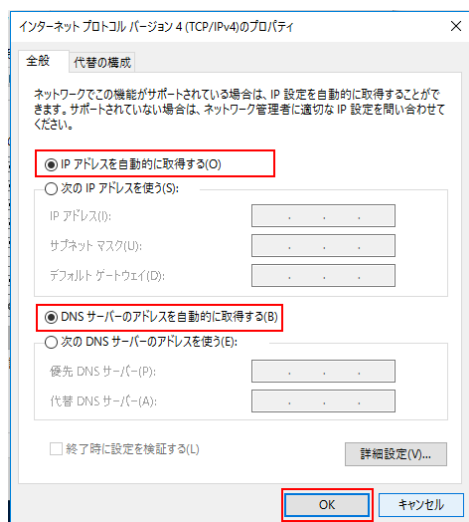 インターネット プロトコル バージョン 4 (TCP/IPv4)のプロパティ
全般
代替の構成
ネットワークでこの機能がサポートされている場合は、IP 設定を自動的に取得することがで
きます。サポートされていない場合は、ネットワーク管理者に適切な IP 設定を問い合わせて
ください。
IP アドレスを自動的に取得する(O)
次の IP アドレスを使う(S):
IP アドレス(I):
サブネット マスク(U):
デフォルト ゲートウェイ(D):
DNS サーバーのアドレスを自動的に取得する(B)
次の DNS サーバーのアドレスを使う(E):
優先 DNS サーバー(P):
代替 DNS サーバー(A):
終了時に設定を検証する(L)
詳細設定(V)...
OK
キャンセル